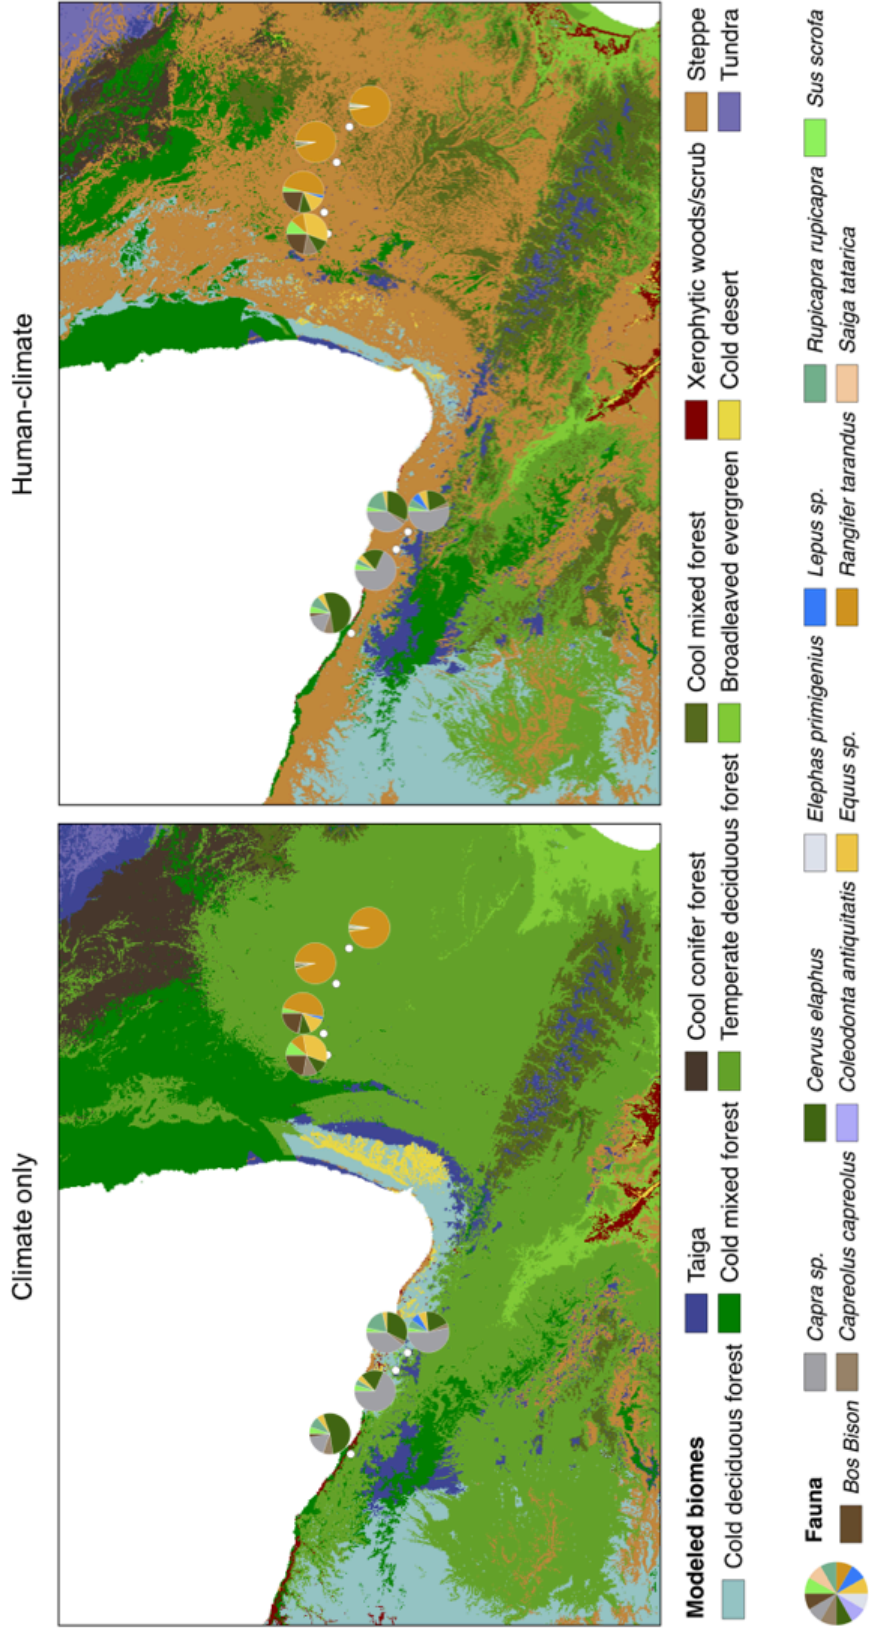 Climate only
Human-climate
Modeled biomes
Taiga
Cool conifer forest
Cool mixed forest
Xerophytic woods/scrub
Steppe
Cold deciduous forest
Cold mixed forest
Temperate deciduous forest
Broadleaved evergreen
Cold desert
Tundra
Fauna
Capra sp.
Cervus elaphus
Elephas primigenius
Lepus sp.
Rupicapra rupicapra
Sus scrofa
Bos Bison
Capreolus capreolus
Coleodonta antiquitatis
Equus sp.
Rangifer tarandus
Saiga tatarica